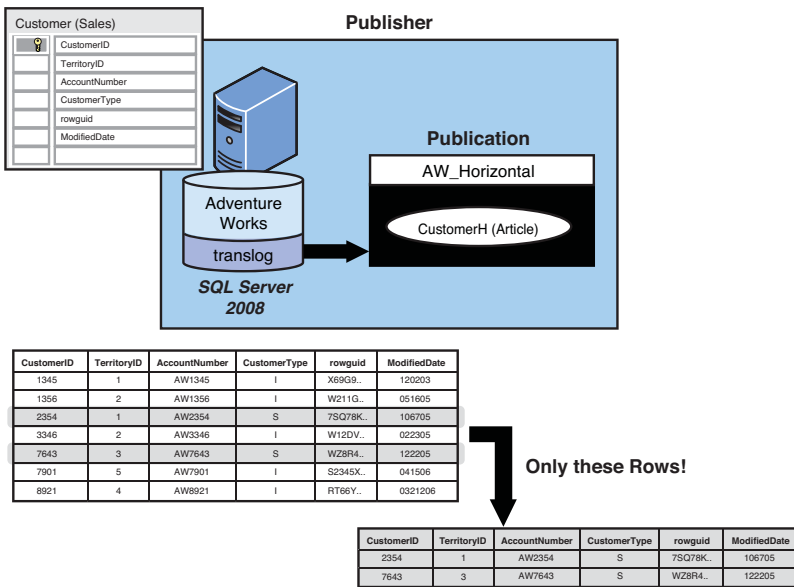 Customer (Sales)
CustomerID
TerritoryID
AccountNumber
CustomerType
rowguid
ModifiedDate
Publisher
Adventure
Works
translog
SQL Server
2008
Publication
AW_Horizontal
CustomerH (Article)
CustomerID TerritoryID AccountNumber CustomerType rowguid ModifiedDate
1345 1 AW1345 I X69G9.. 120203
1356 2 AW1356 I W211G.. 051605
2354 1 AW2354 S 7SQ78K.. 106705
3346 2 AW3346 I W12DV.. 022305
7643 3 AW7643 S WZ8R4.. 122205
7901 5 AW7901 I S2345X.. 041506
8921 4 AW8921 I RT66Y.. 0321206
Only these Rows!
CustomerID TerritoryID AccountNumber CustomerType rowguid ModifiedDate
2354 1 AW2354 S 7SQ78K.. 106705
7643 3 AW7643 S WZ8R4.. 122205